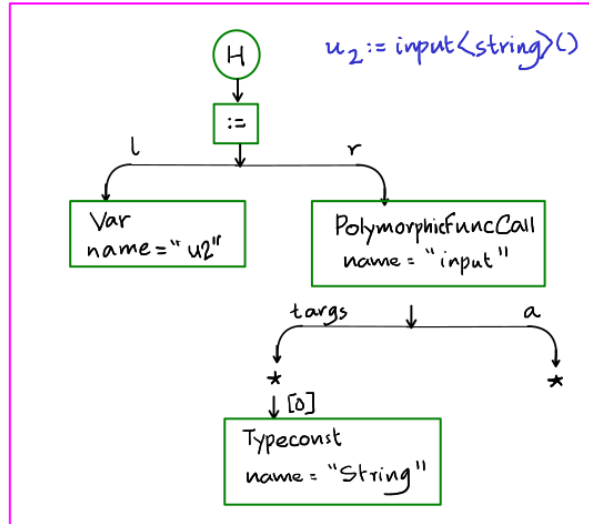 H
u2 := input<string>()
:=
l
r
Var
name = "u2"
PolymorphicFuncCall
name = "input"
targs
a
*
*
[0]
Typeconst
name = "String"